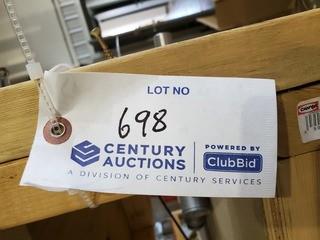 LOT NO
698
CENTURY AUCTIONS
POWERED BY
ClubBid
A DIVISION OF CENTURY SERVICES